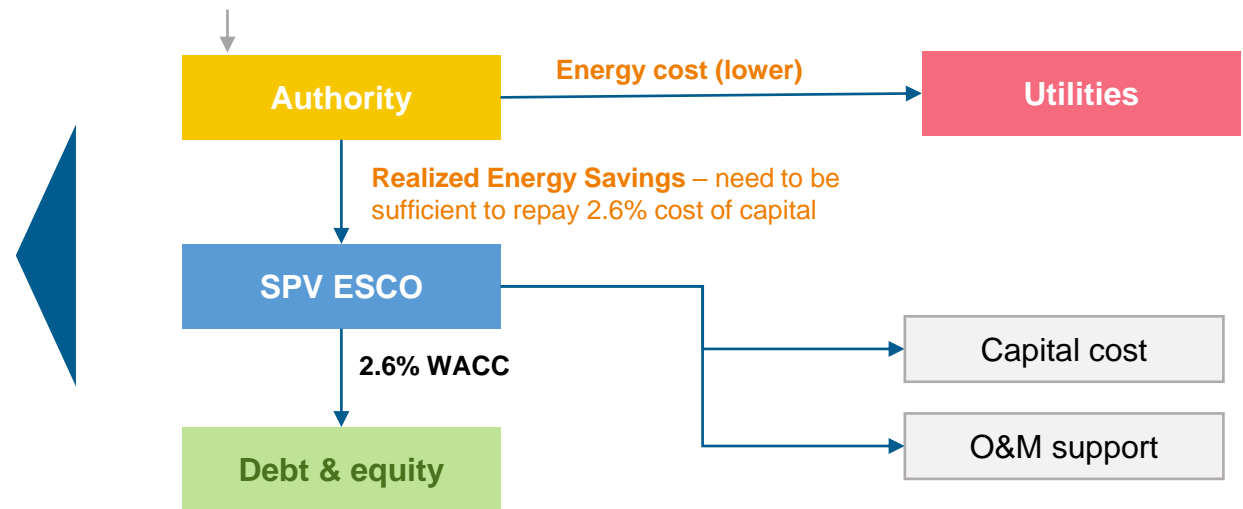 Energy cost (lower)
Authority
Utilities
Realized Energy Savings – need to be
sufficient to repay 2.6% cost of capital
SPV ESCO
Capital cost
2.6% WACC
O&M support
Debt & equity